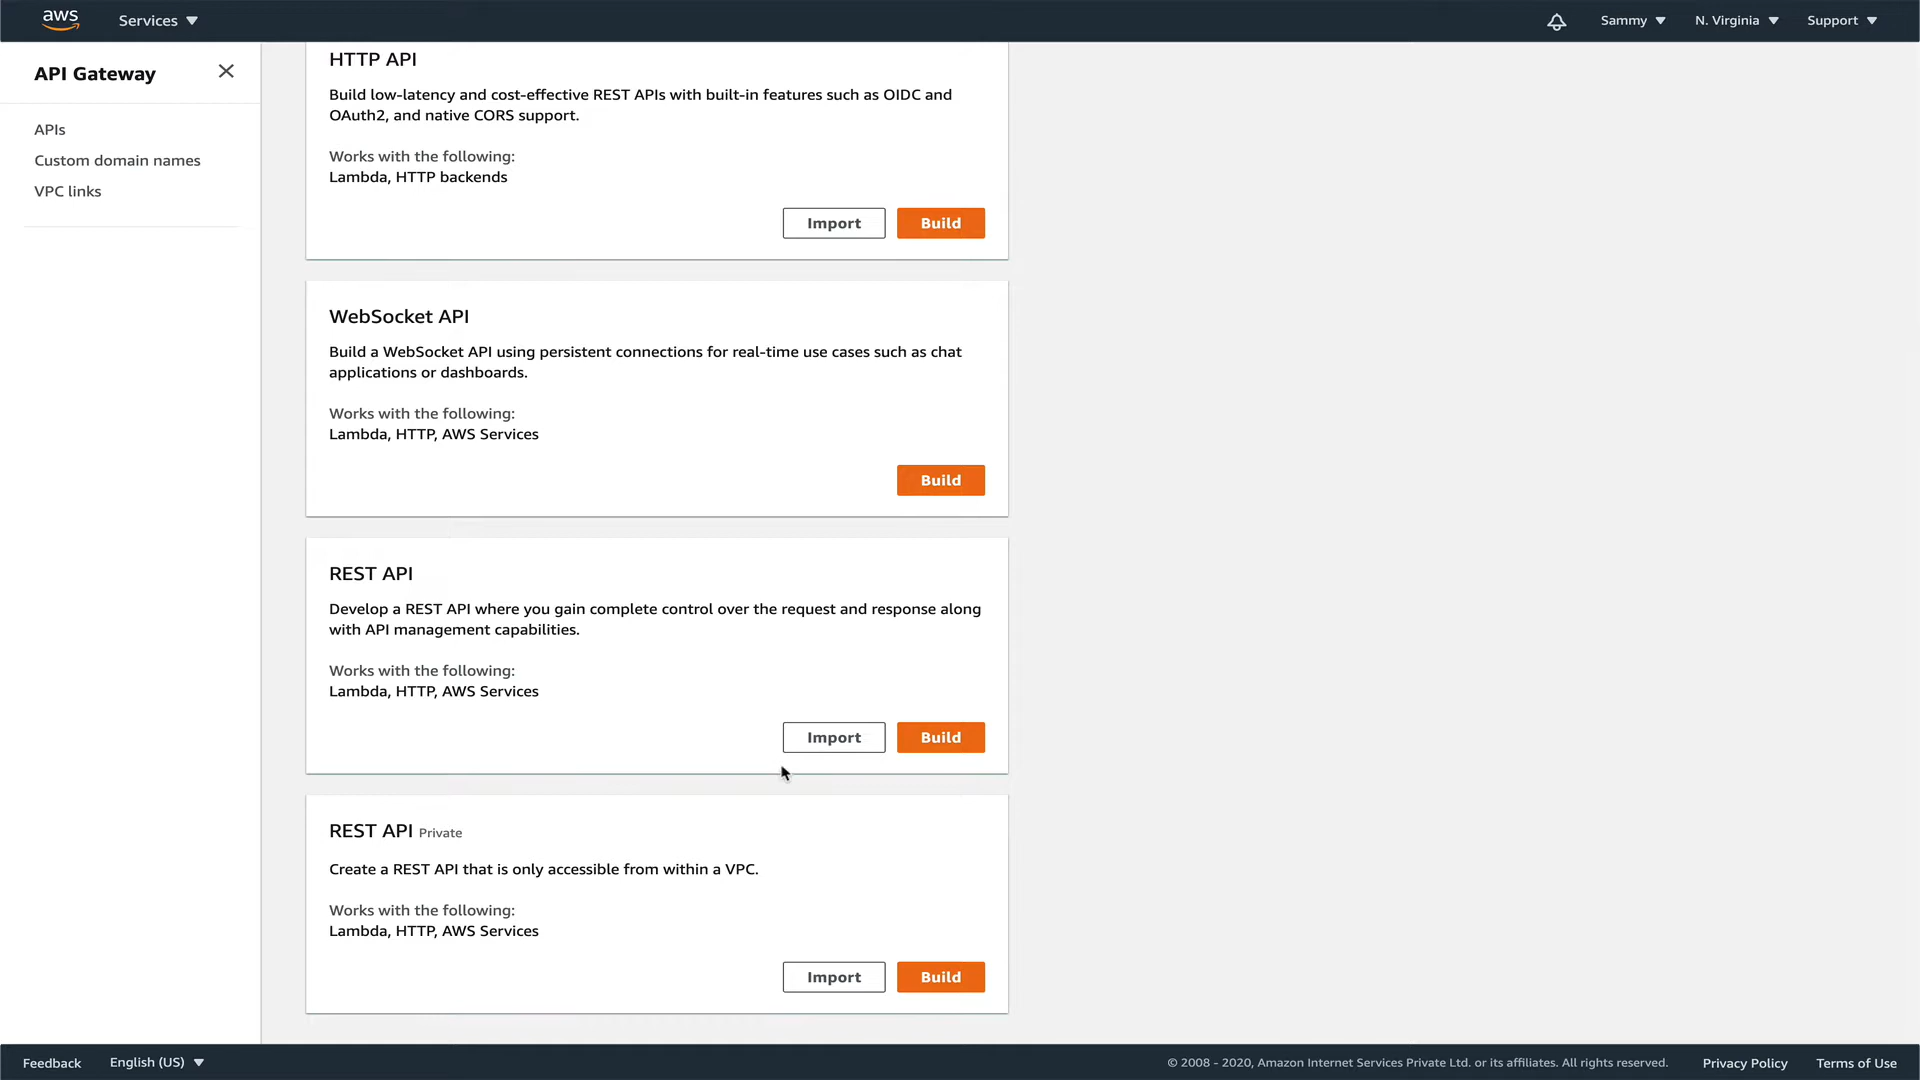 aws
Services
Sammy
N. Virginia
Support
API Gateway
APIs
Custom domain names
VPC links
HTTP API
Build low-latency and cost-effective REST APIs with built-in features such as OIDC and
OAuth2, and native CORS support.
Works with the following:
Lambda, HTTP backends
Import
Build
WebSocket API
Build a WebSocket API using persistent connections for real-time use cases such as chat
applications or dashboards.
Works with the following:
Lambda, HTTP, AWS Services
Build
REST API
Develop a REST API where you gain complete control over the request and response along
with API management capabilities.
Works with the following:
Lambda, HTTP, AWS Services
Import
Build
REST API Private
Create a REST API that is only accessible from within a VPC.
Works with the following:
Lambda, HTTP, AWS Services
Import
Build
Feedback
English (US)
© 2008 - 2020, Amazon Internet Services Private Ltd. or its affiliates. All rights reserved.
Privacy Policy
Terms of Use